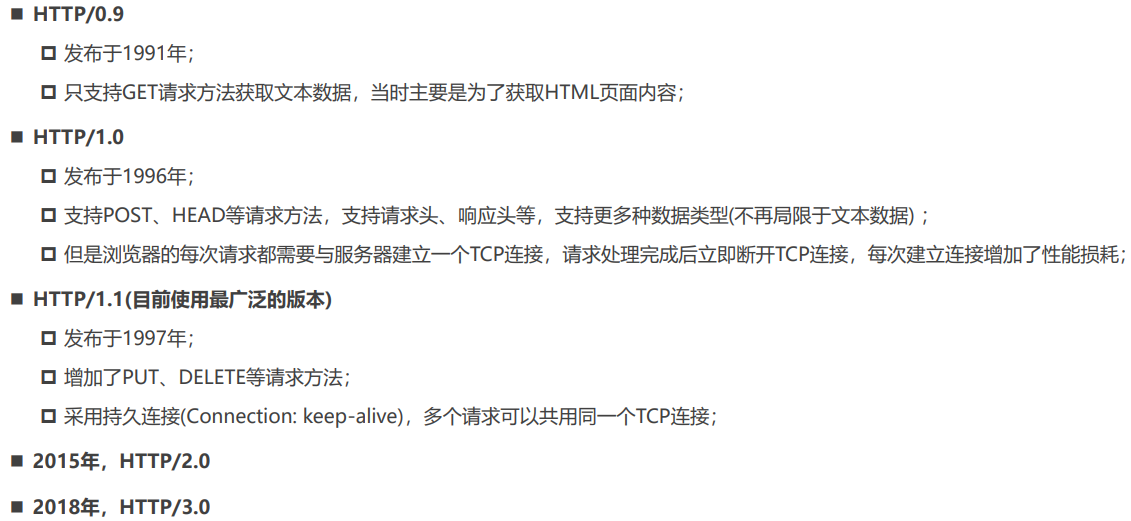 ■ HTTP/0.9
□ 发布于1991年；
□ 只支持GET请求方法获取文本数据，当时主要是为了获取HTML页面内容；
■ HTTP/1.0
□ 发布于1996年；
□ 支持POST、HEAD等请求方法，支持请求头、响应头等，支持更多种数据类型(不再局限于文本数据) ；
□ 但是浏览器的每次请求都需要与服务器建立一个TCP连接，请求处理完成后立即断开TCP连接，每次建立连接增加了性能损耗；
■ HTTP/1.1(目前使用最广泛的版本)
□ 发布于1997年；
□ 增加了PUT、DELETE等请求方法；
□ 采用持久连接(Connection: keep-alive)，多个请求可以共用同一个TCP连接；
■ 2015年，HTTP/2.0
■ 2018年，HTTP/3.0